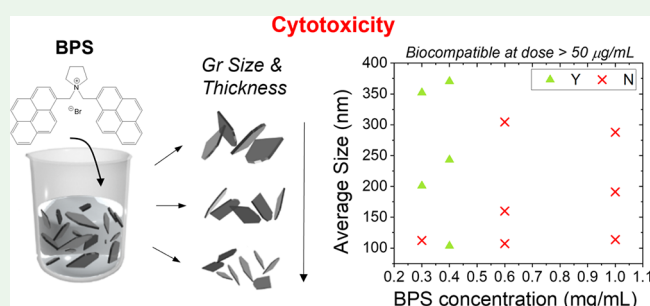 Cytotoxicity
BPS
N
⊕
⊖Br
Gr Size &
Thickness
Biocompatible at dose > 50 μg/mL
Y N
Average Size (nm)
400
350
300
250
200
150
100
0.2 0.3 0.4 0.5 0.6 0.7 0.8 0.9 1.0 1.1
BPS concentration (mg/mL)